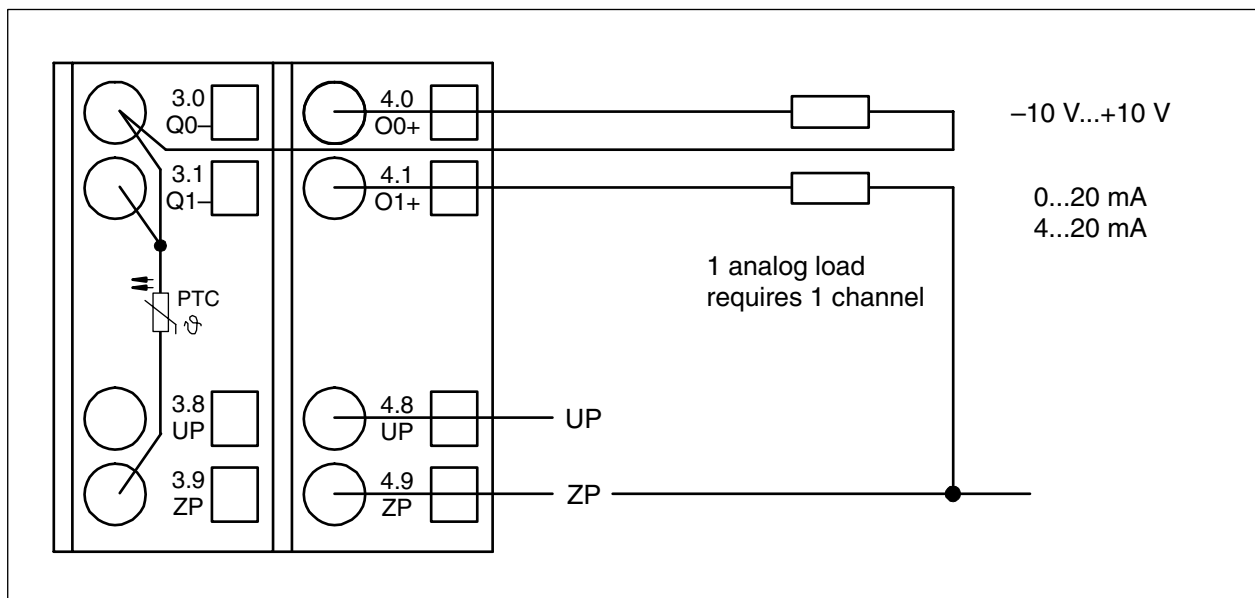 3.0
Q0–
4.0
O0+
–10 V...+10 V
3.1
Q1–
4.1
O1+
0...20 mA
4...20 mA
1 analog load
requires 1 channel
PTC
ϑ
3.8
UP
4.8
UP
UP
3.9
ZP
4.9
ZP
ZP